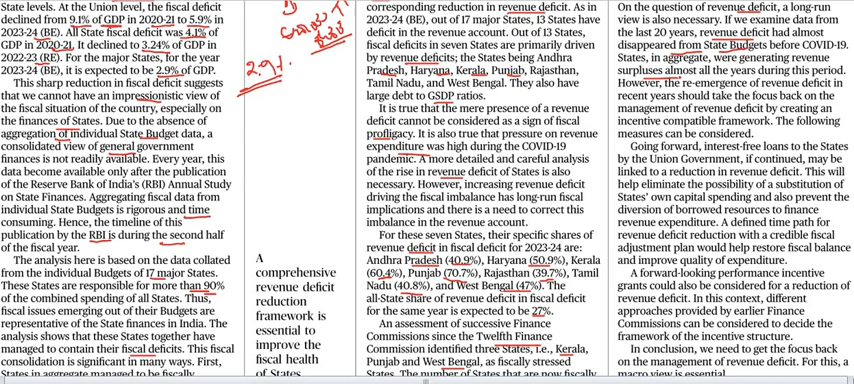 State levels. At the Union level, the fiscal deficit
declined from 9.1% of GDP in 2020-21 to 5.9% in
2023-24 (BE). All State fiscal deficit was 4.1% of
GDP in 2020-21. It declined to 3.24% of GDP in
2022-23 (RE). For the major States, for the year
2023-24 (BE), it is expected to be 2.9% of GDP.
This sharp reduction in fiscal deficit suggests
that we cannot have an impressionistic view of
the fiscal situation of the country, especially on
the finances of States. Due to the absence of
aggregation of individual State Budget data, a
consolidated view of general government
finances is not readily available. Every year, this
data become available only after the publication
of the Reserve Bank of India's (RBI) Annual Study
on State Finances. Aggregating fiscal data from
individual State Budgets is rigorous and time
consuming. Hence, the timeline of this
publication by the RBI is during the second half
of the fiscal year.
The analysis here is based on the data collated
from the individual Budgets of 17 major States.
These States are responsible for more than 90%
of the combined spending of all States. Thus,
fiscal issues emerging out of their Budgets are
representative of the State finances in India. The
analysis shows that these States together have
managed to contain their fiscal deficits. This fiscal
consolidation is significant in many ways. First,
States in aggregate managed to be fiscally
2.9%
A
comprehensive
revenue deficit
reduction
framework is
essential to
improve the
fiscal health
of States
corresponding reduction in revenue deficit. As in
2023-24 (BE), out of 17 major States, 13 States have
deficit in the revenue account. Out of 13 States,
fiscal deficits in seven States are primarily driven
by revenue deficits; the States being Andhra
Pradesh, Haryana, Kerala, Punjab, Rajasthan,
Tamil Nadu, and West Bengal. They also have
large debt to GSDP ratios.
It is true that the mere presence of a revenue
deficit cannot be considered as a sign of fiscal
profligacy. It is also true that pressure on revenue
expenditure was high during the COVID-19
pandemic. A more detailed and careful analysis
of the rise in revenue deficit of States is also
necessary. However, increasing revenue deficit
driving the fiscal imbalance has long-run fiscal
implications and there is a need to correct this
imbalance in the revenue account.
For these seven States, their specific shares of
revenue deficit in fiscal deficit for 2023-24 are:
Andhra Pradesh (40.9%), Haryana (50.9%), Kerala
(60.4%), Punjab (70.7%), Rajasthan (39.7%), Tamil
Nadu (40.8%), and West Bengal (47%). The
all-State share of revenue deficit in fiscal deficit
for the same year is expected to be 27%.
An assessment of successive Finance
Commissions since the Twelfth Finance
Commission identified three States, i.e., Kerala,
Punjab and West Bengal, as fiscally stressed
States. The number of States that are now fiscally
On the question of revenue deficit, a long-run
view is also necessary. If we examine data from
the last 20 years, revenue deficit had almost
disappeared from State Budgets before COVID-19.
States, in aggregate, were generating revenue
surpluses almost all the years during this period.
However, the re-emergence of revenue deficit in
recent years should take the focus back on the
management of revenue deficit by creating an
incentive compatible framework. The following
measures can be considered.
Going forward, interest-free loans to the States
by the Union Government, if continued, may be
linked to a reduction in revenue deficit. This will
help eliminate the possibility of a substitution of
States' own capital spending and also prevent the
diversion of borrowed resources to finance
revenue expenditure. A defined time path for
revenue deficit reduction with a credible fiscal
adjustment plan would help restore fiscal balance
and improve quality of expenditure.
A forward-looking performance incentive
grants could also be considered for a reduction of
revenue deficit. In this context, different
approaches provided by earlier Finance
Commissions can be considered to decide the
framework of the incentive structure.
In conclusion, we need to get the focus back
on the management of revenue deficit. For this, a
macro view is essential.